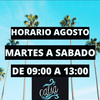 HORARIO AGOSTO
MARTES A SABADO
DE 09:00 A 13:00